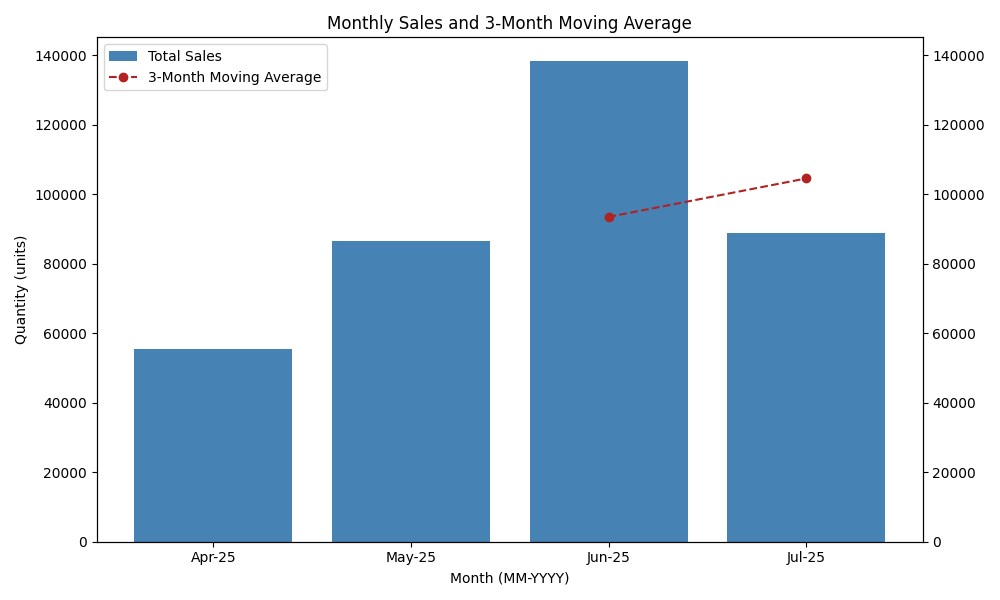 Monthly Sales and 3-Month Moving Average
Total Sales
3-Month Moving Average
140000
120000
100000
80000
60000
40000
20000
0
Quantity (units)
140000
120000
100000
80000
60000
40000
20000
0
Apr-25 May-25 Jun-25 Jul-25
Month (MM-YYYY)